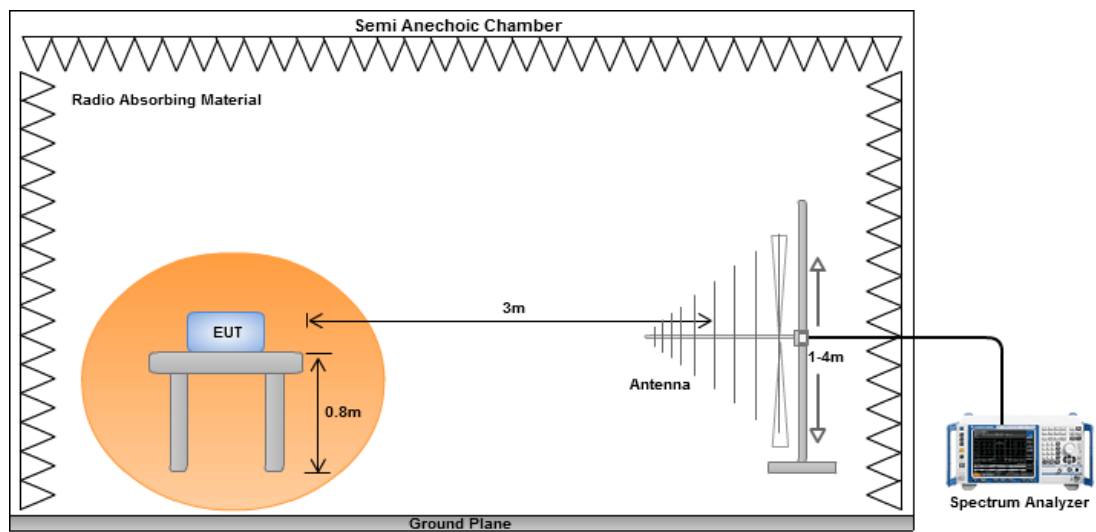 Semi Anechoic Chamber
Radio Absorbing Material
3m
EUT
1-4m
Antenna
0.8m
Spectrum Analyzer
Ground Plane